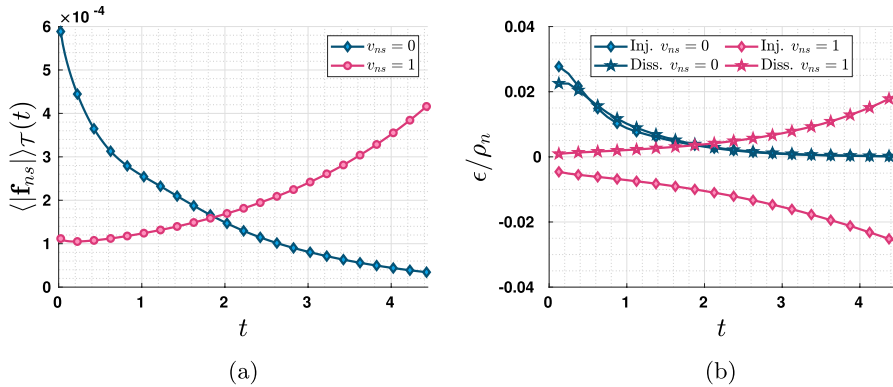 ×10⁻⁴
6
5
4
3
2
1
0
0 1 2 3 4
⟨|f_ns|⟩_𝒯(t)
t
v_ns = 0
v_ns = 1
(a)
0.04
0.02
0
-0.02
-0.04
0 1 2 3 4
ϵ/ρ_n
t
Inj. v_ns = 0 Inj. v_ns = 1
Diss. v_ns = 0 Diss. v_ns = 1
(b)